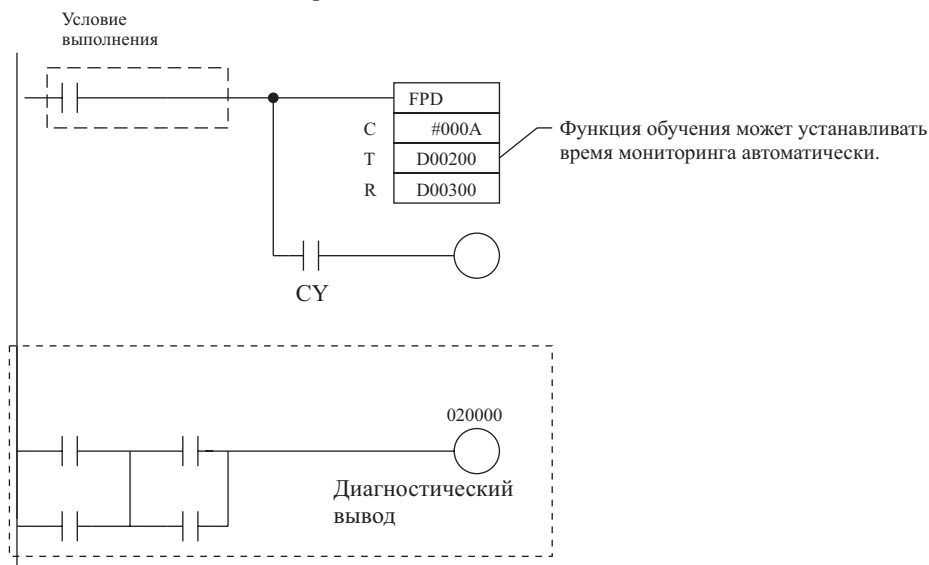 Условие
выполнения
FPD
C #000A
T D00200
R D00300
Функция обучения может устанавливать
время мониторинга автоматически.
CY
020000
Диагностический
вывод